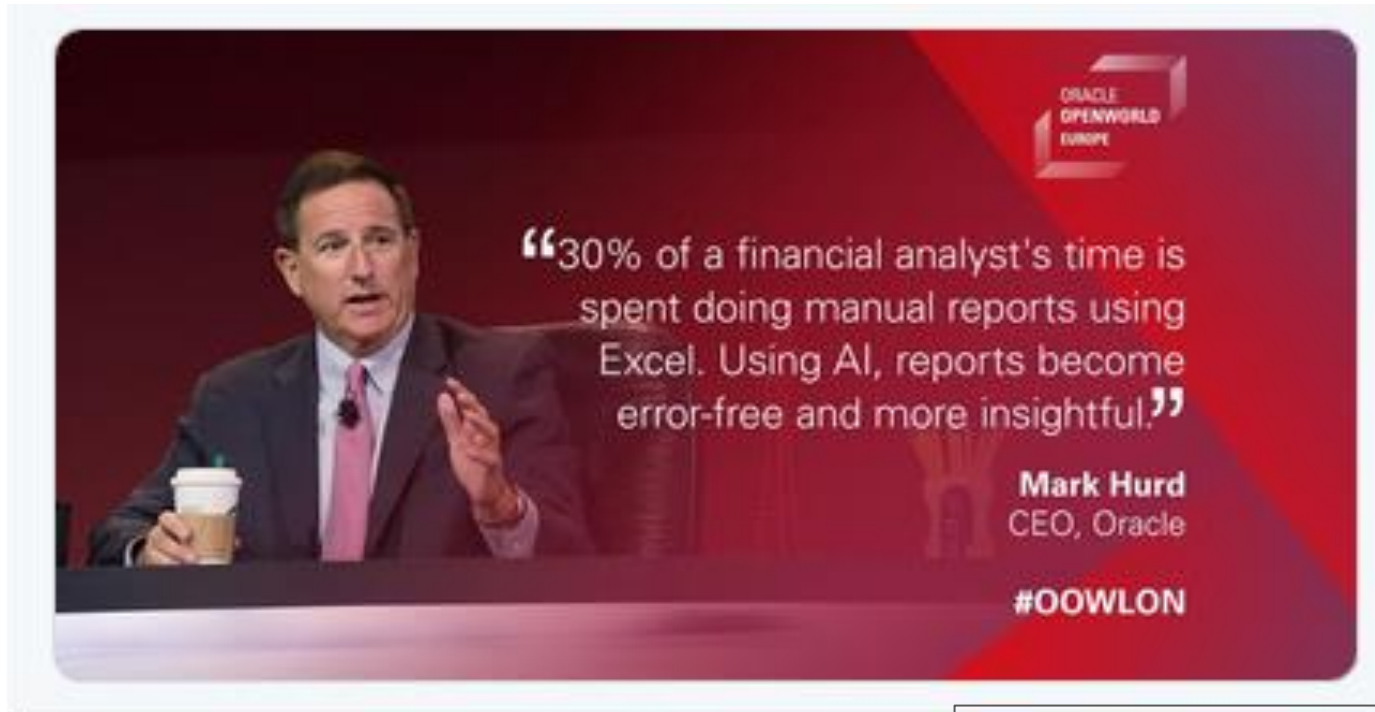 ORACLE
OPENWORLD
EUROPE
“30% of a financial analyst's time is
spent doing manual reports using
Excel. Using AI, reports become
error-free and more insightful.”
Mark Hurd
CEO, Oracle
#OOWLON